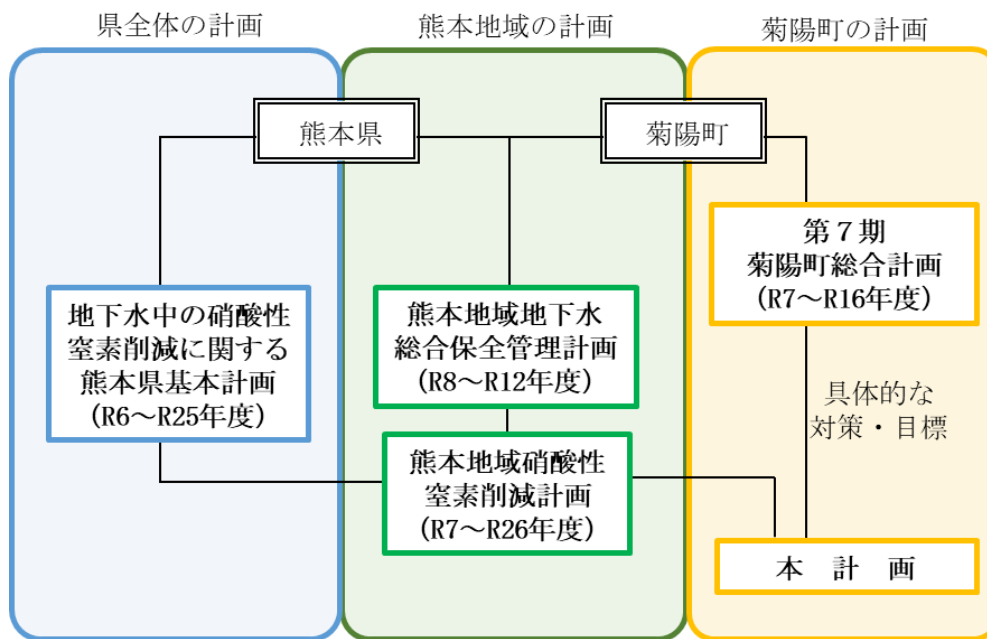 県全体の計画
熊本地域の計画
菊陽町の計画
熊本県
菊陽町
第７期
菊陽町総合計画
(R7～R16年度)
地下水中の硝酸性
窒素削減に関する
熊本県基本計画
(R6～R25年度)
熊本地域地下水
総合保全管理計画
(R8～R12年度)
具体的な
対策・目標
熊本地域硝酸性
窒素削減計画
(R7～R26年度)
本　計　画